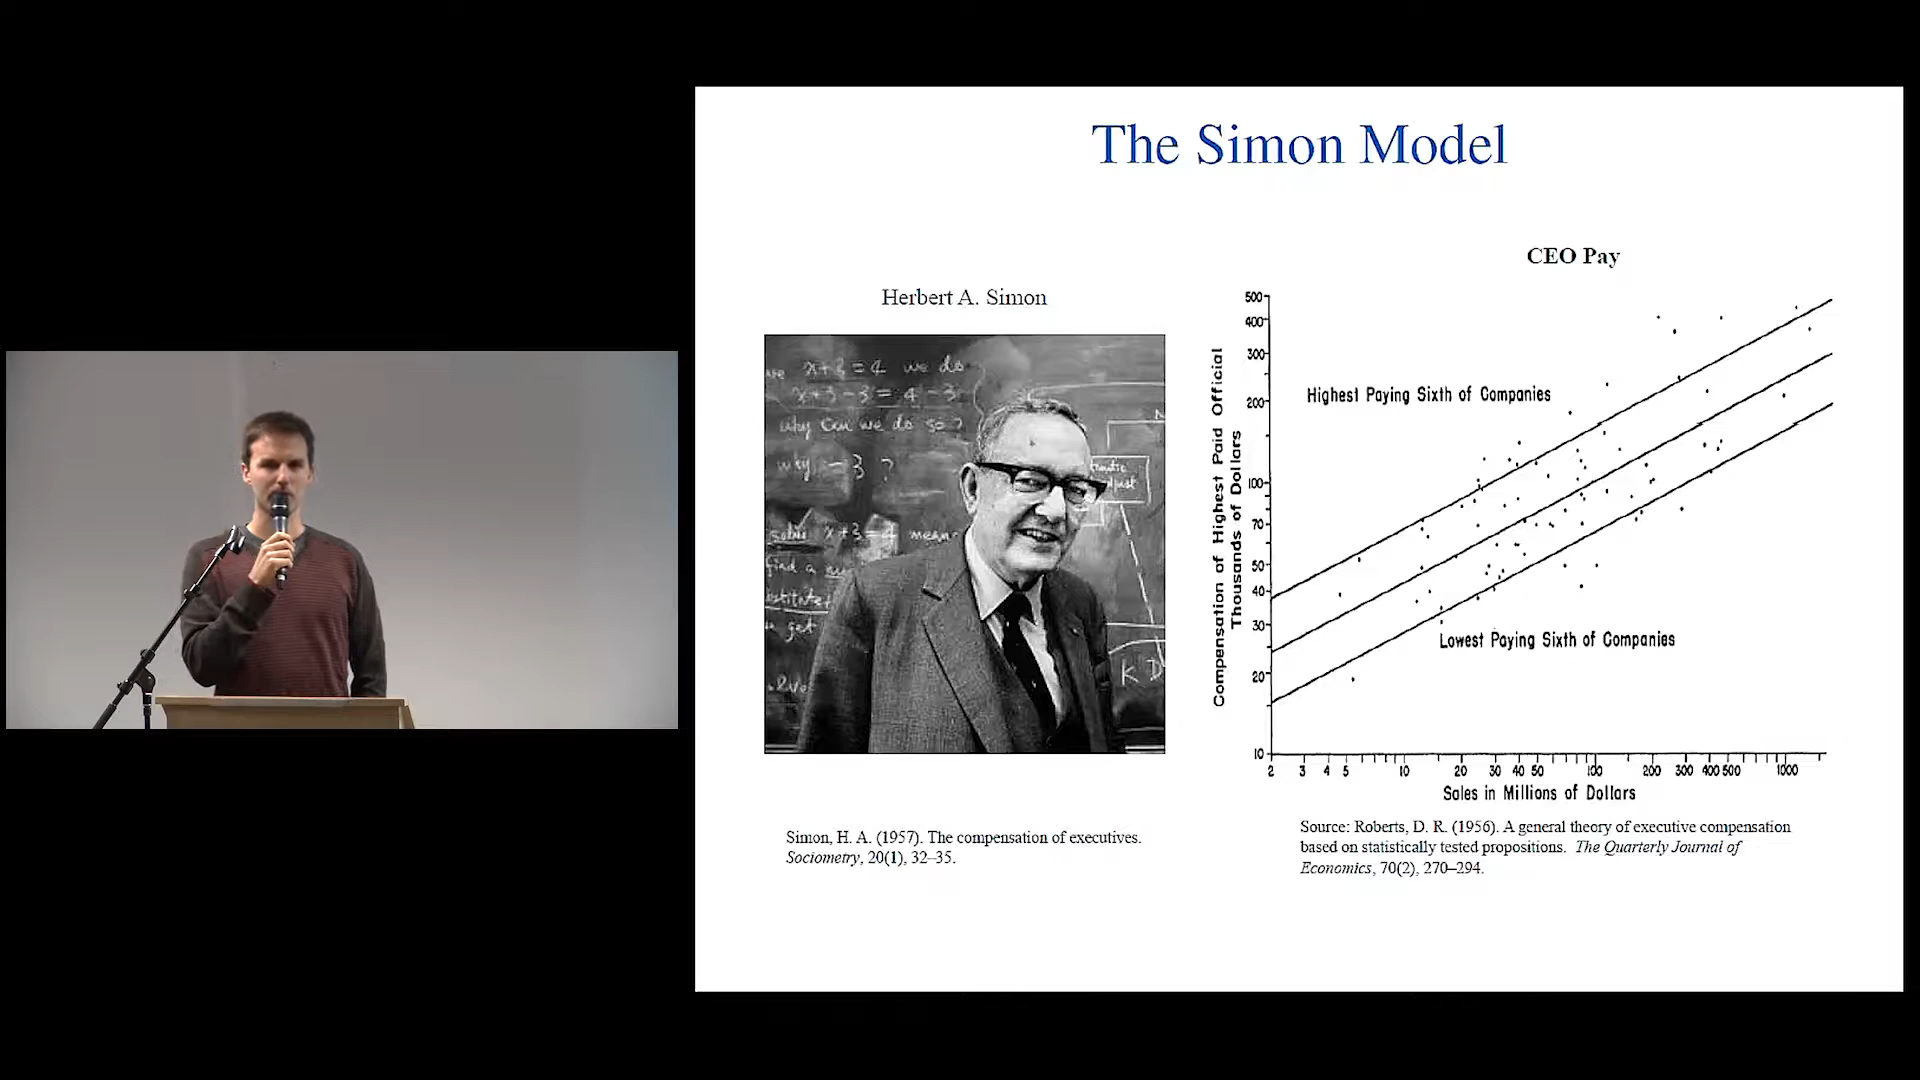 The Simon Model
Herbert A. Simon
x+3=4 we do
x+3-3=4-3
why can we do so?
why -3 ?
solve x+3=4 mean
find a
get
K D
Simon, H. A. (1957). The compensation of executives.
Sociometry, 20(1), 32–35.
CEO Pay
500
400
300
200
100
70
50
40
30
20
10
Compensation of Highest Paid Official
Thousands of Dollars
Highest Paying Sixth of Companies
Lowest Paying Sixth of Companies
2 3 4 5 10 20 30 40 50 100 200 300 400 500 1000
Sales in Millions of Dollars
Source: Roberts, D. R. (1956). A general theory of executive compensation
based on statistically tested propositions. The Quarterly Journal of
Economics, 70(2), 270–294.